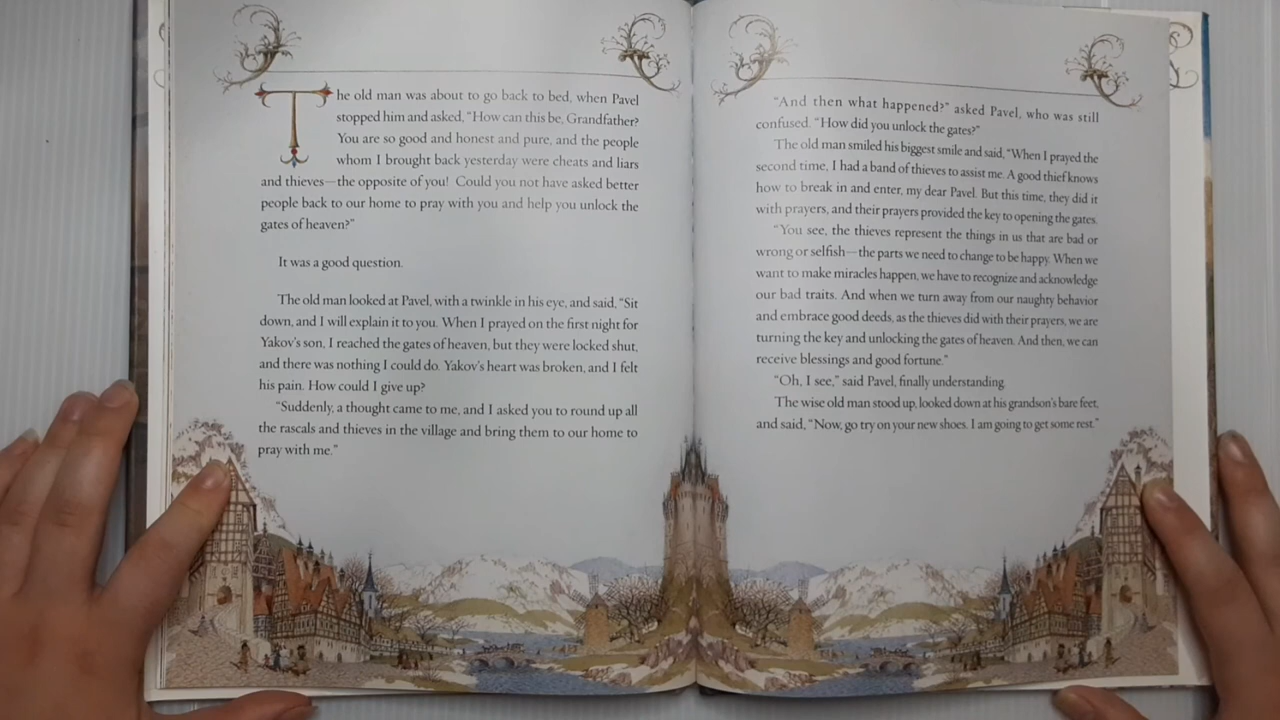 The old man was about to go back to bed, when Pavel
stopped him and asked, “How can this be, Grandfather?
You are so good and honest and pure, and the people
whom I brought back yesterday were cheats and liars
and thieves—the opposite of you! Could you not have asked better
people back to our home to pray with you and help you unlock the
gates of heaven?”
It was a good question.
The old man looked at Pavel, with a twinkle in his eye, and said, “Sit
down, and I will explain it to you. When I prayed on the first night for
Yakov’s son, I reached the gates of heaven, but they were locked shut,
and there was nothing I could do. Yakov’s heart was broken, and I felt
his pain. How could I give up?
“Suddenly, a thought came to me, and I asked you to round up all
the rascals and thieves in the village and bring them to our home to
pray with me.”
“And then what happened?” asked Pavel, who was still
confused. “How did you unlock the gates?”
The old man smiled his biggest smile and said, “When I prayed the
second time, I had a band of thieves to assist me. A good thief knows
how to break in and enter, my dear Pavel. But this time, they did it
with prayers, and their prayers provided the key to opening the gates.
“You see, the thieves represent the things in us that are bad or
wrong or selfish—the parts we need to change to be happy. When we
want to make miracles happen, we have to recognize and acknowledge
our bad traits. And when we turn away from our naughty behavior
and embrace good deeds, as the thieves did with their prayers, we are
turning the key and unlocking the gates of heaven. And then, we can
receive blessings and good fortune.”
“Oh, I see,” said Pavel, finally understanding.
The wise old man stood up, looked down at his grandson’s bare feet,
and said, “Now, go try on your new shoes. I am going to get some rest.”